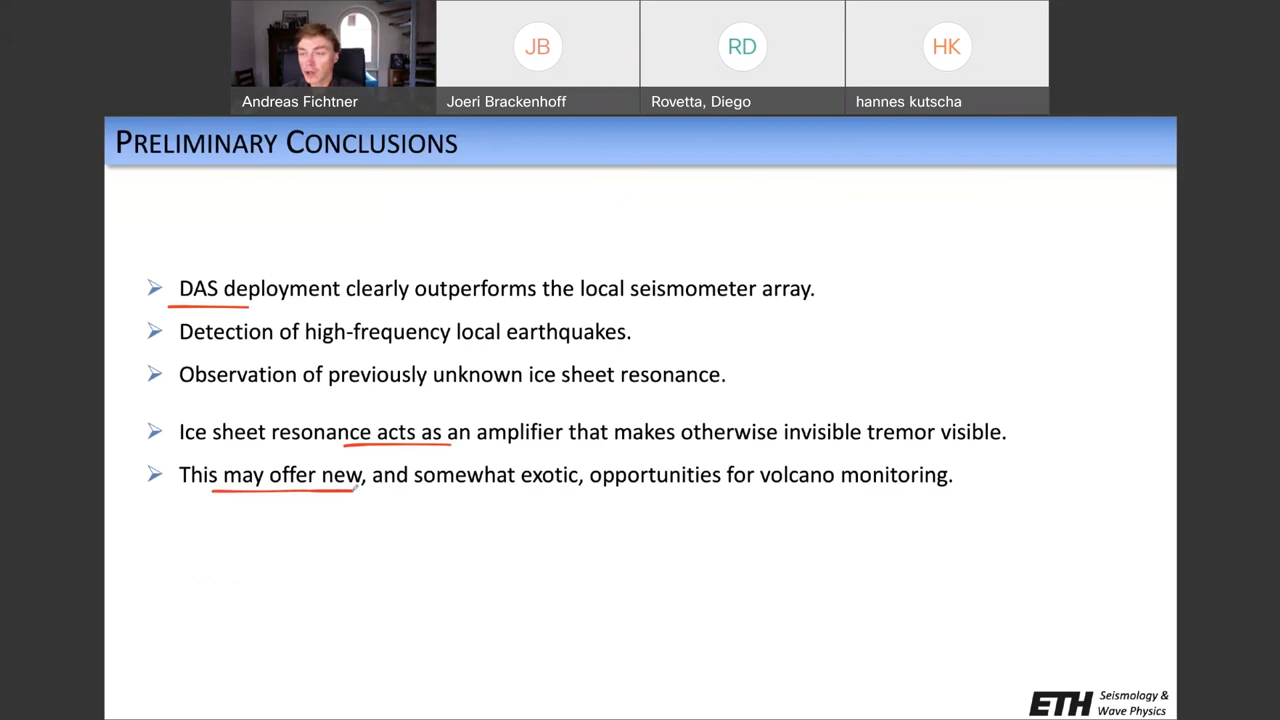 JB
RD
HK
Andreas Fichtner
Joeri Brackenhoff
Rovetta, Diego
hannes kutscha
PRELIMINARY CONCLUSIONS
DAS deployment clearly outperforms the local seismometer array.
Detection of high-frequency local earthquakes.
Observation of previously unknown ice sheet resonance.
Ice sheet resonance acts as an amplifier that makes otherwise invisible tremor visible.
This may offer new, and somewhat exotic, opportunities for volcano monitoring.
ETH
Seismology &
Wave Physics